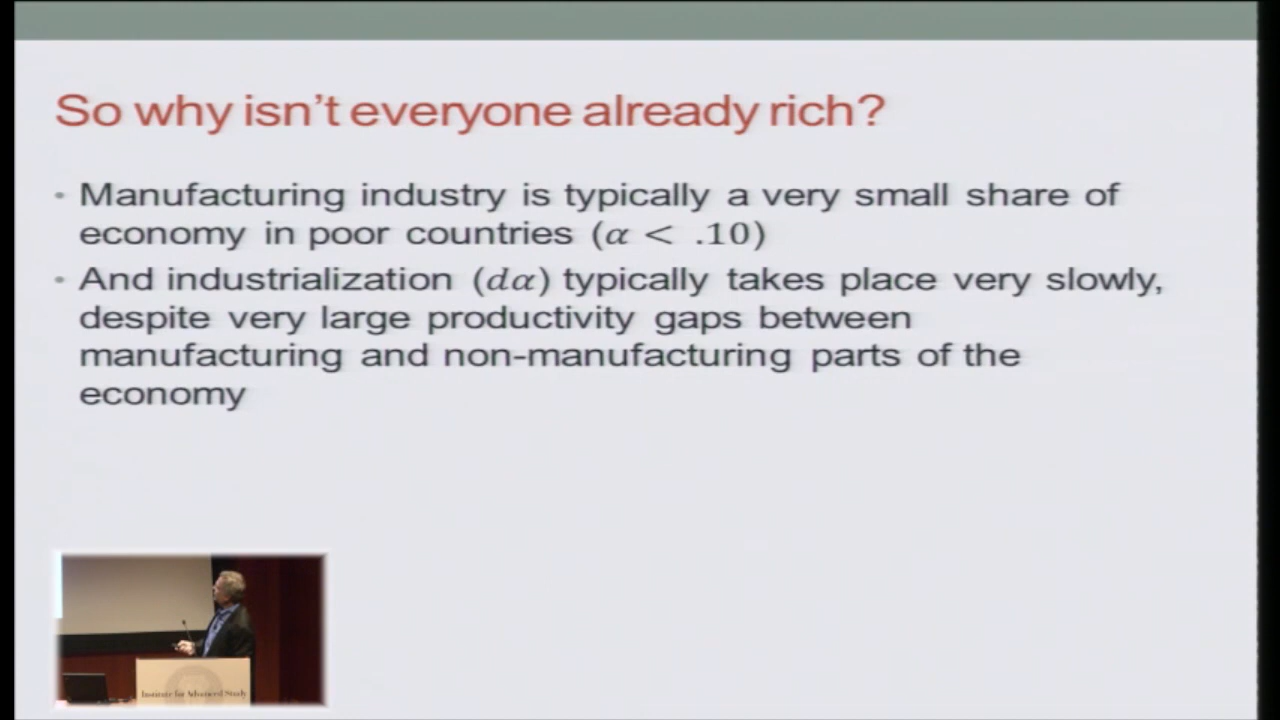 So why isn't everyone already rich?
• Manufacturing industry is typically a very small share of
economy in poor countries (α < .10)
• And industrialization (dα) typically takes place very slowly,
despite very large productivity gaps between
manufacturing and non-manufacturing parts of the
economy
Institute for Advanced Study